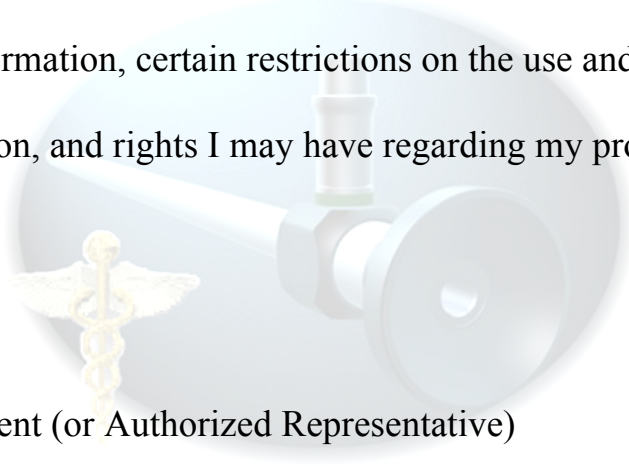 rmation, certain restrictions on the use and
on, and rights I may have regarding my pro
ent (or Authorized Representative)